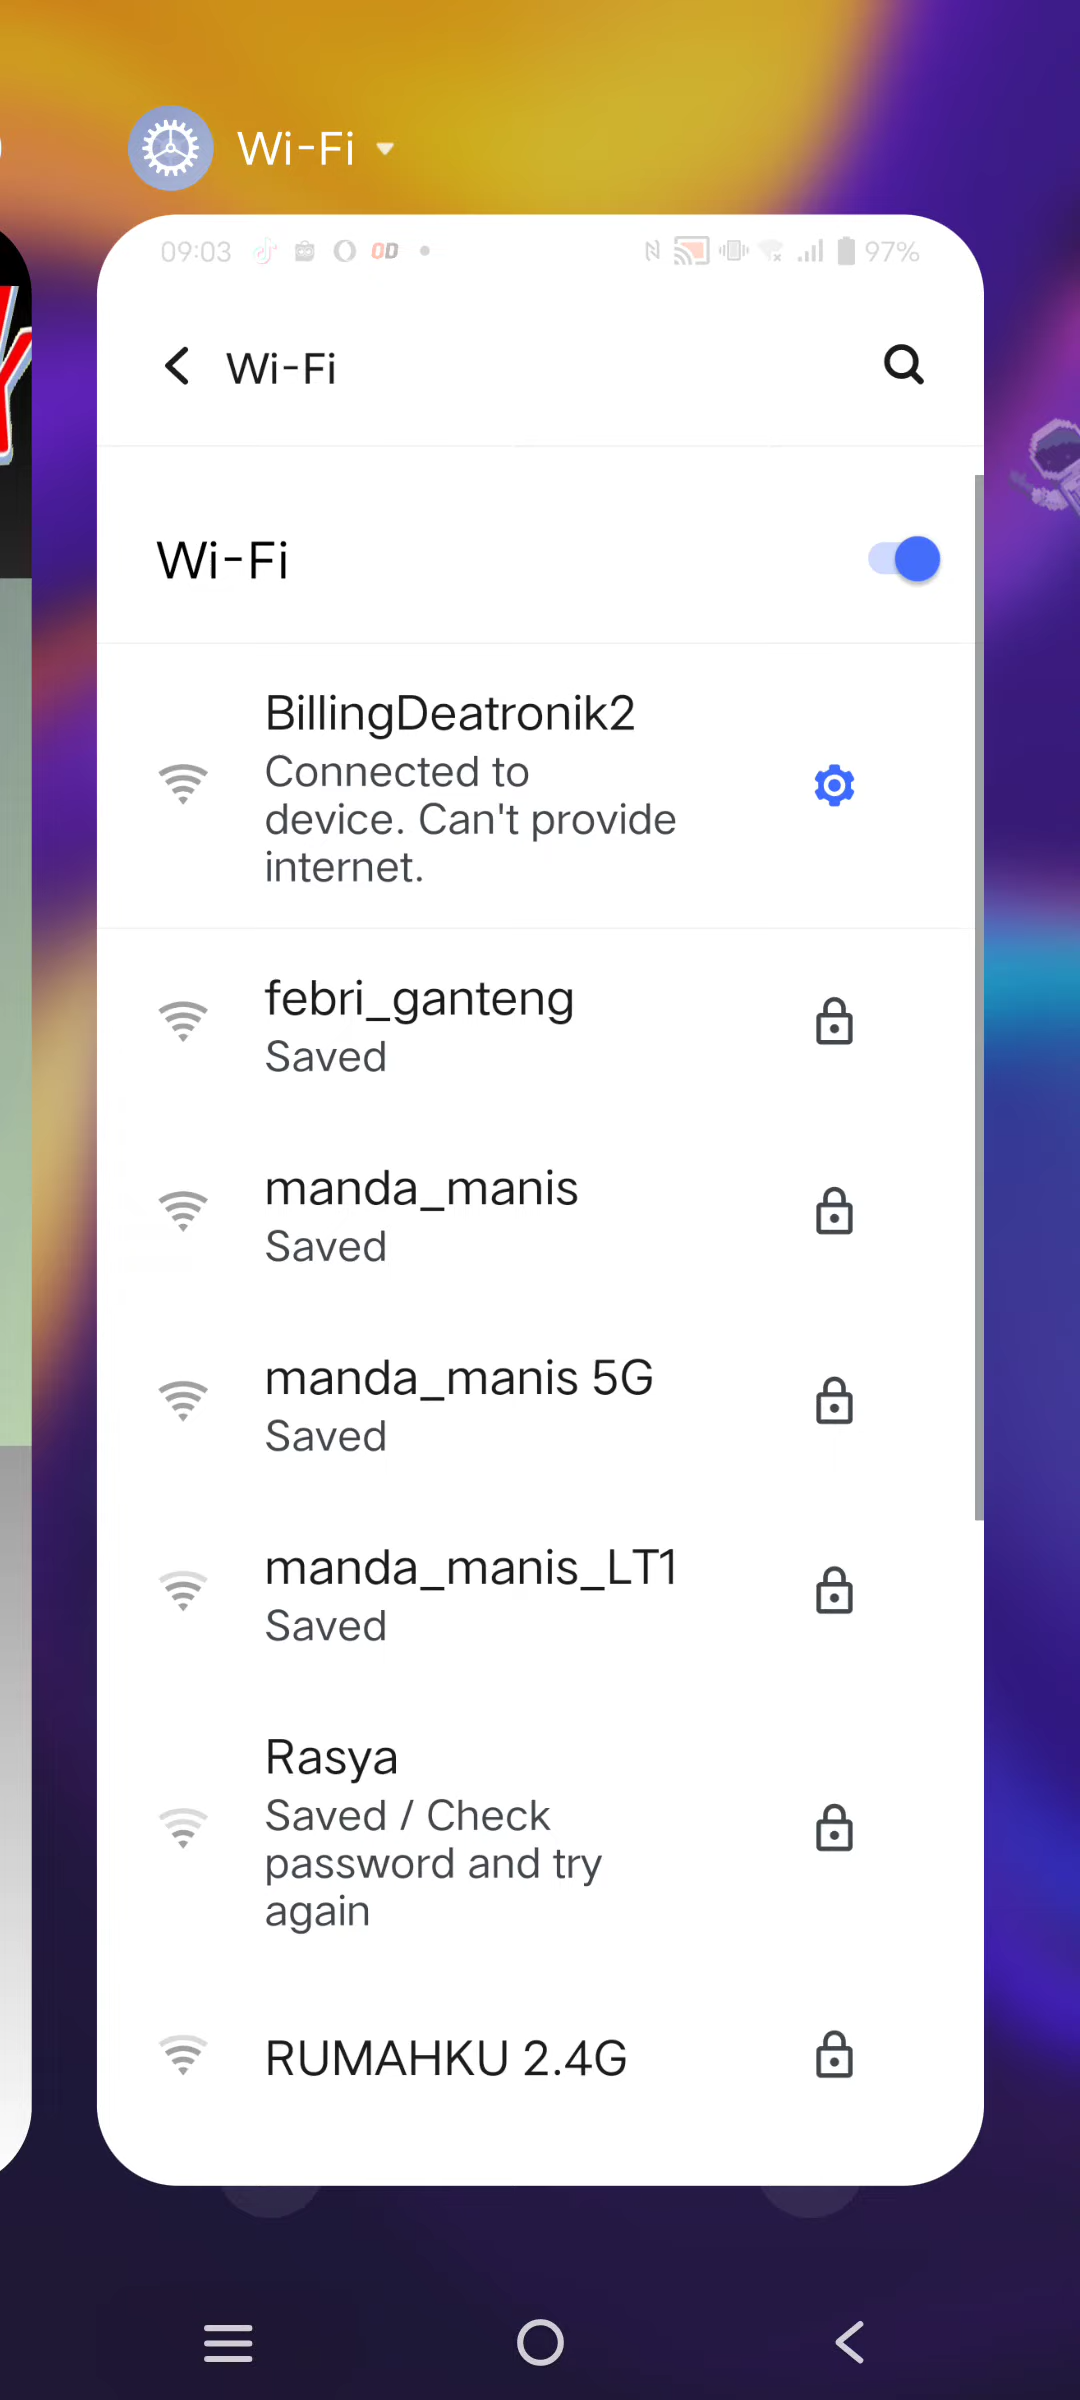 Wi-Fi
09:03 OD 97%
Wi-Fi
Wi-Fi
BillingDeatronik2
Connected to
device. Can't provide
internet.
febri_ganteng
Saved
manda_manis
Saved
manda_manis 5G
Saved
manda_manis_LT1
Saved
Rasya
Saved / Check
password and try
again
RUMAHKU 2.4G